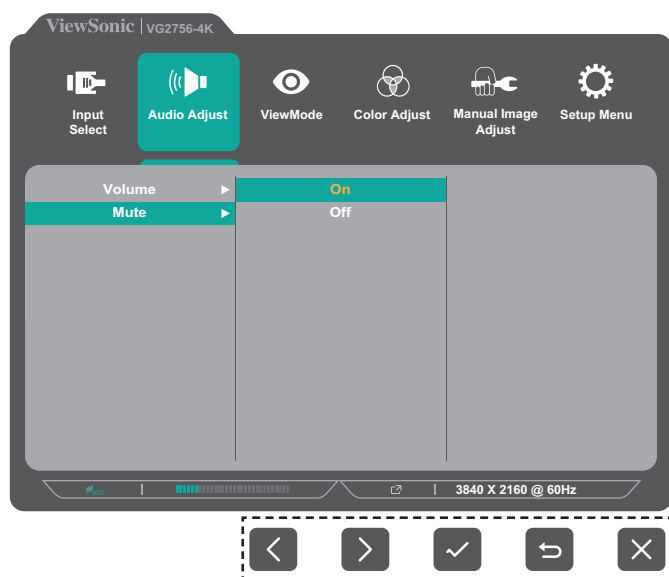 ViewSonic | VG2756-4K
Input
Select
Audio Adjust
ViewMode
Color Adjust
Manual Image
Adjust
Setup Menu
Volume
On
Mute
Off
eco
3840 X 2160 @ 60Hz